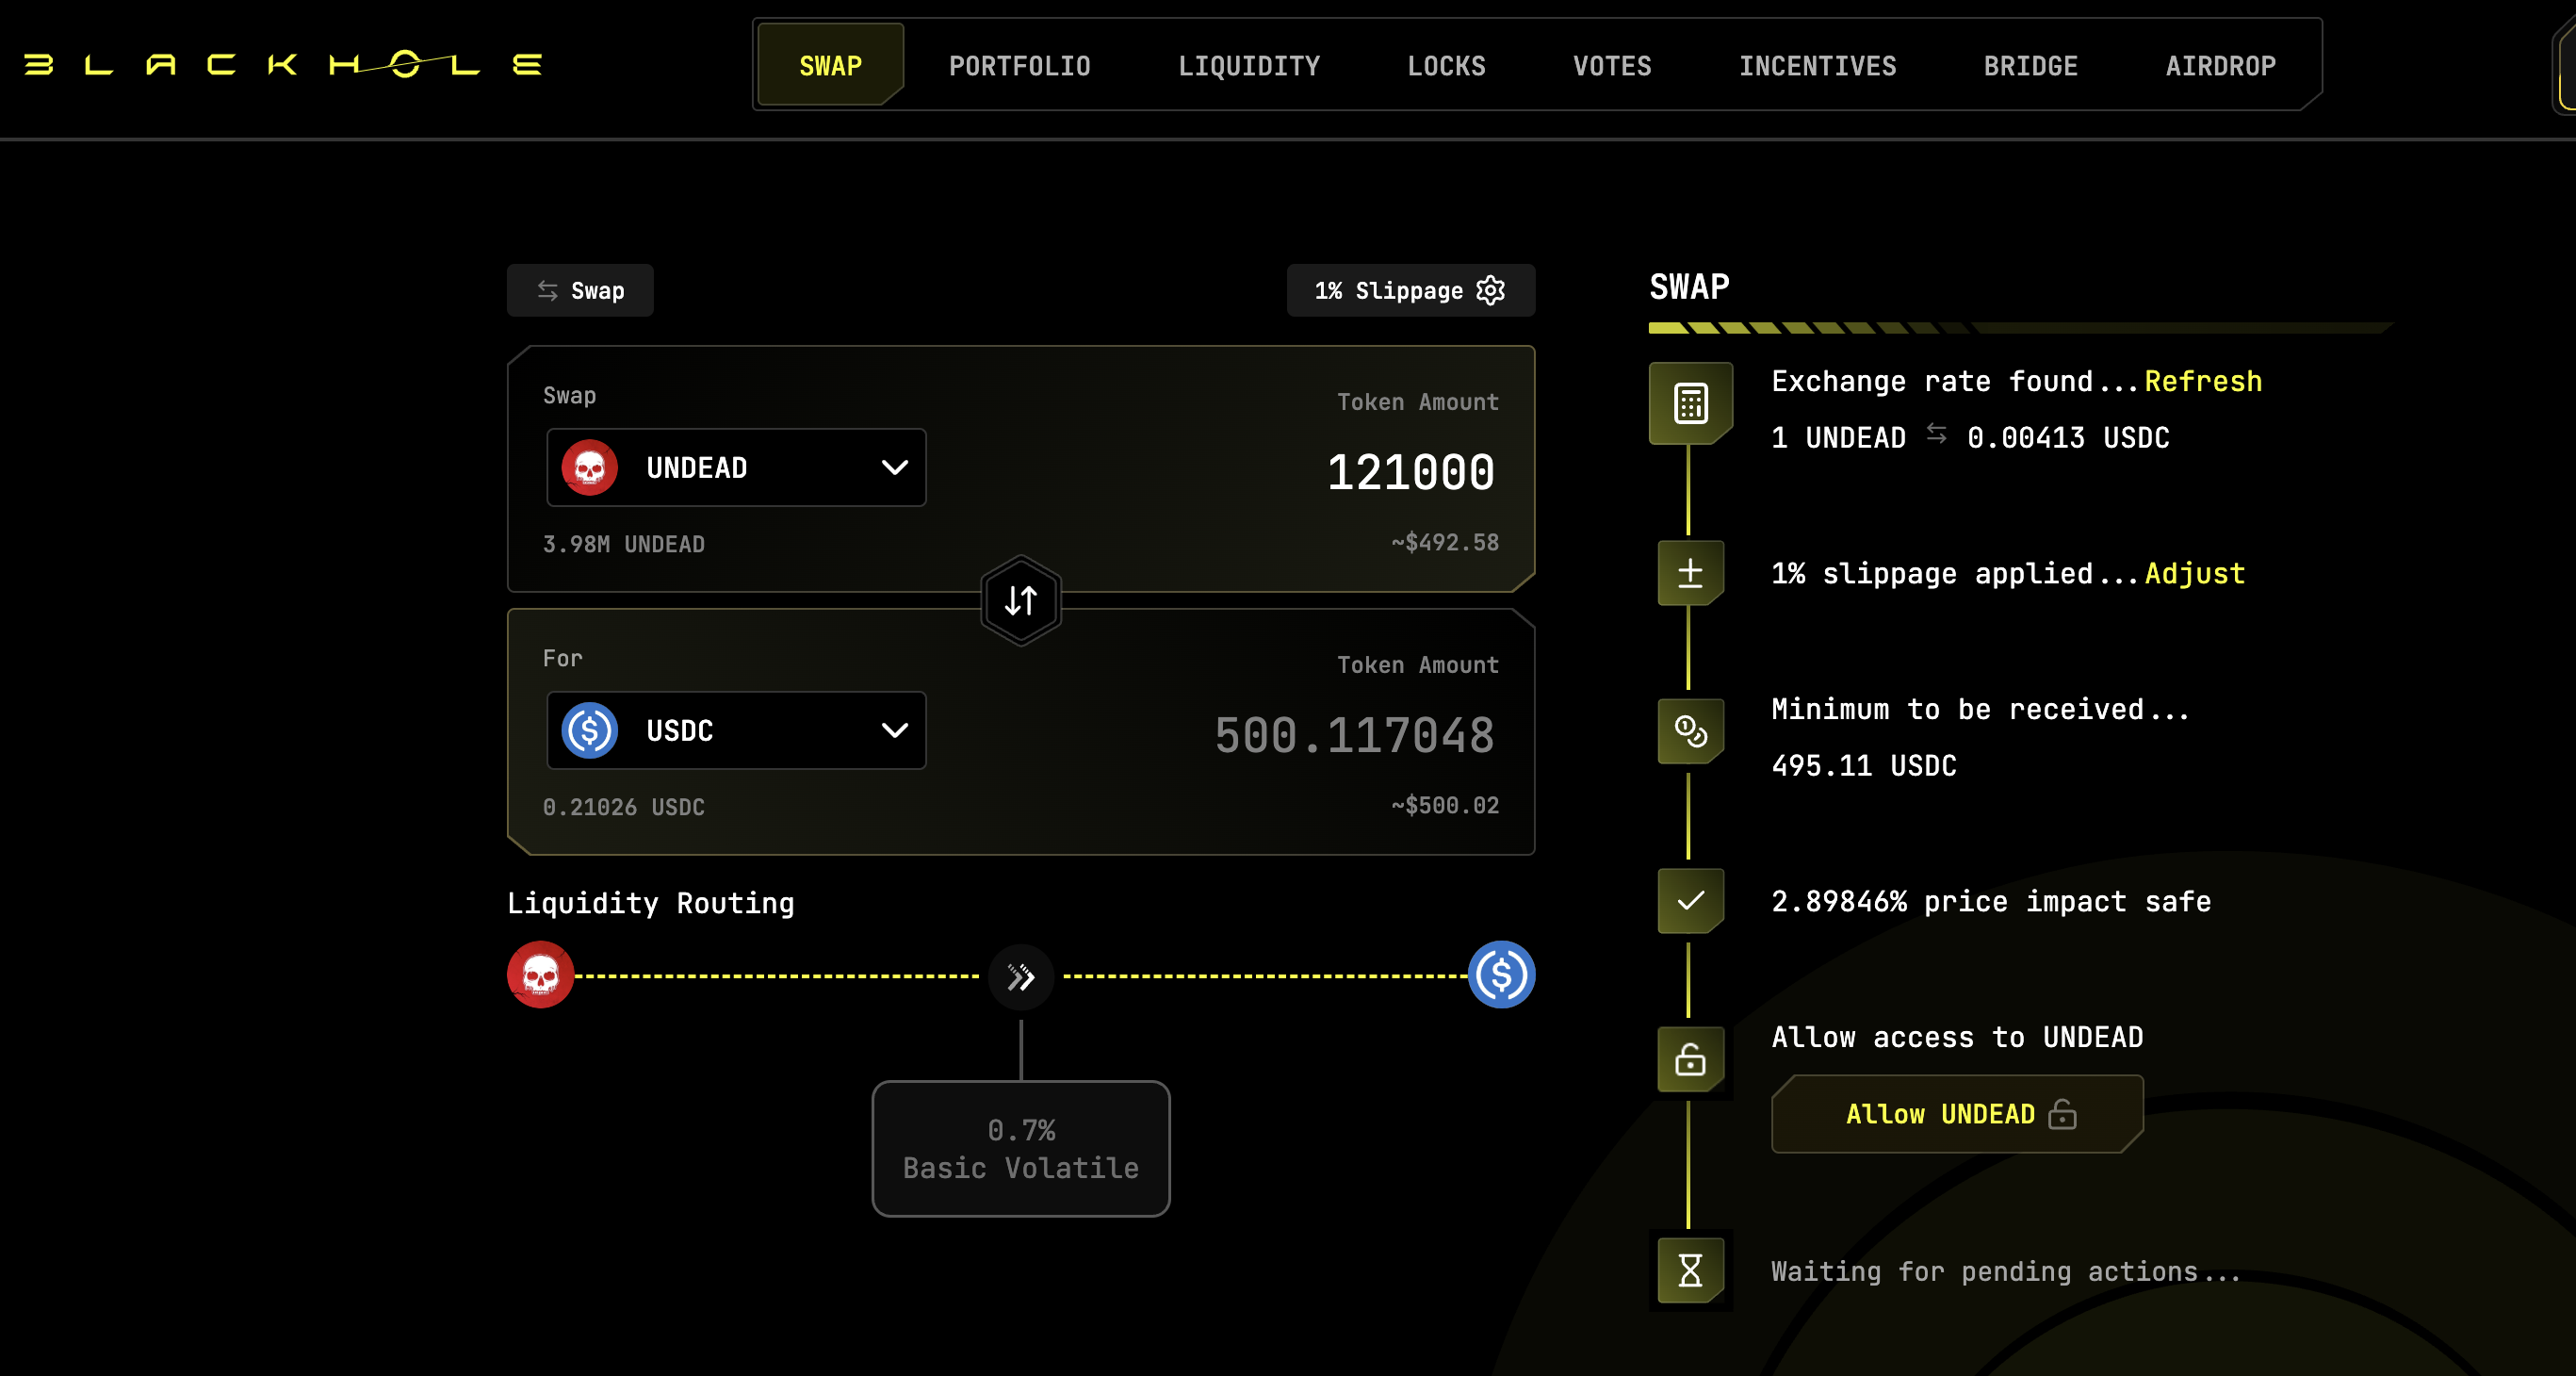 BLACKHOLE
SWAP PORTFOLIO LIQUIDITY LOCKS VOTES INCENTIVES BRIDGE AIRDROP
Swap
1% Slippage
Swap
Token Amount
UNDEAD
121000
3.98M UNDEAD
~$492.58
For
Token Amount
USDC
500.117048
0.21026 USDC
~$500.02
Liquidity Routing
0.7%
Basic Volatile
SWAP
Exchange rate found...Refresh
1 UNDEAD ⇆ 0.00413 USDC
1% slippage applied...Adjust
Minimum to be received...
495.11 USDC
2.89846% price impact safe
Allow access to UNDEAD
Allow UNDEAD
Waiting for pending actions...